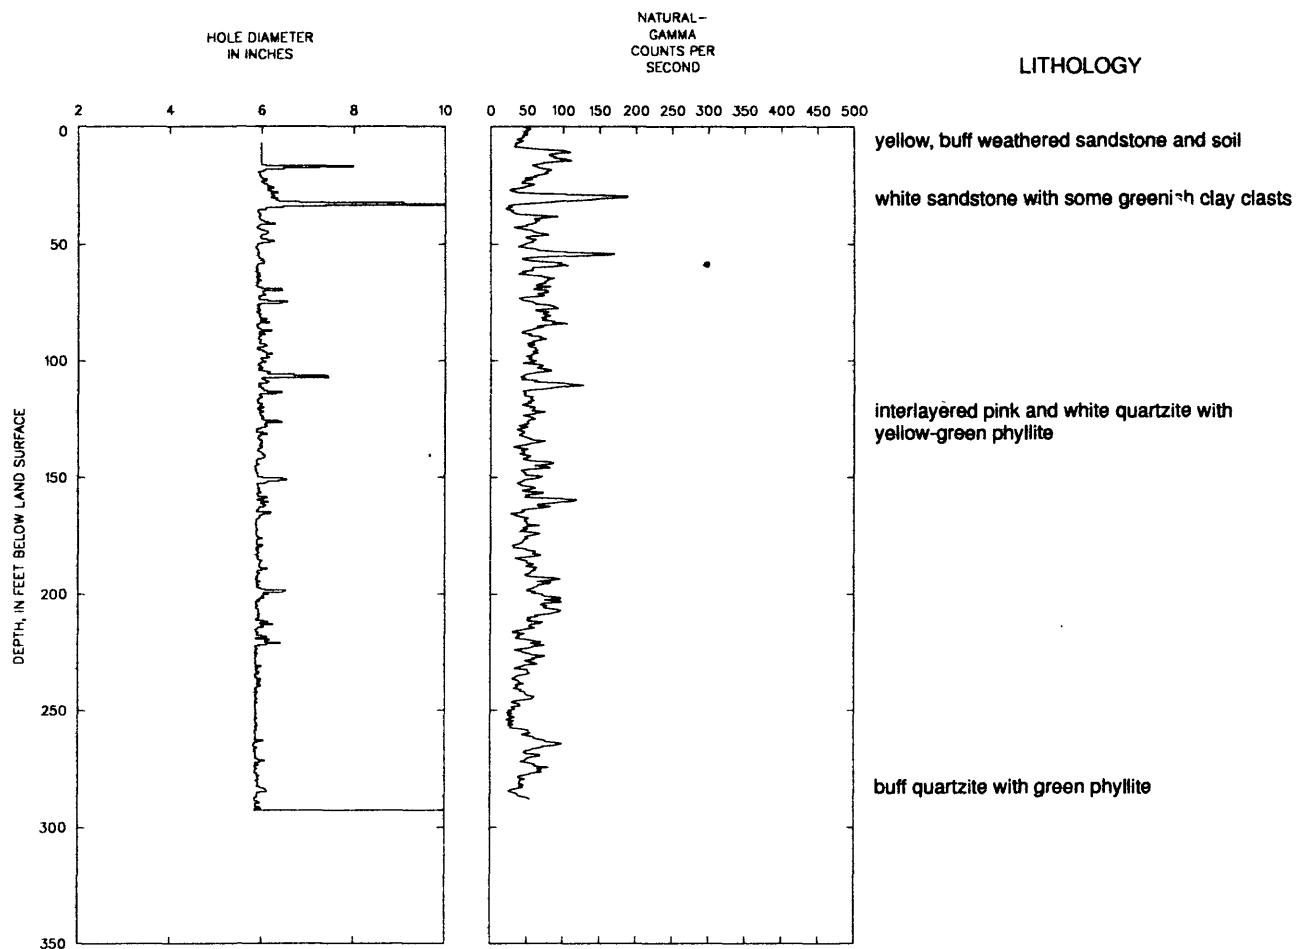 HOLE DIAMETER
IN INCHES
NATURAL-
GAMMA
COUNTS PER
SECOND
LITHOLOGY
2 4 6 8 10
0 50 100 150 200 250 300 350 400 450 500
0
50
100
150
200
250
300
350
DEPTH, IN FEET BELOW LAND SURFACE
yellow, buff weathered sandstone and soil
white sandstone with some greenish clay clasts
interlayered pink and white quartzite with
yellow-green phyllite
buff quartzite with green phyllite